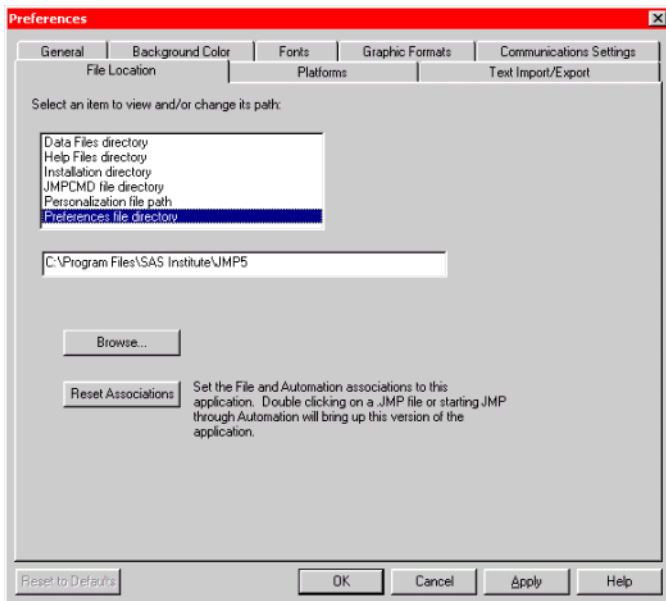 Preferences
General
Background Color
Fonts
Graphic Formats
Communications Settings
File Location
Platforms
Text Import/Export
Select an item to view and/or change its path:
Data Files directory
Help Files directory
Installation directory
JMPCMD file directory
Personalization file path
Preferences file directory
C:\Program Files\SAS Institute\JMP5
Browse...
Reset Associations
Set the File and Automation associations to this
application. Double clicking on a .JMP file or starting JMP
through Automation will bring up this version of the
application.
Reset to Defaults
OK
Cancel
Apply
Help